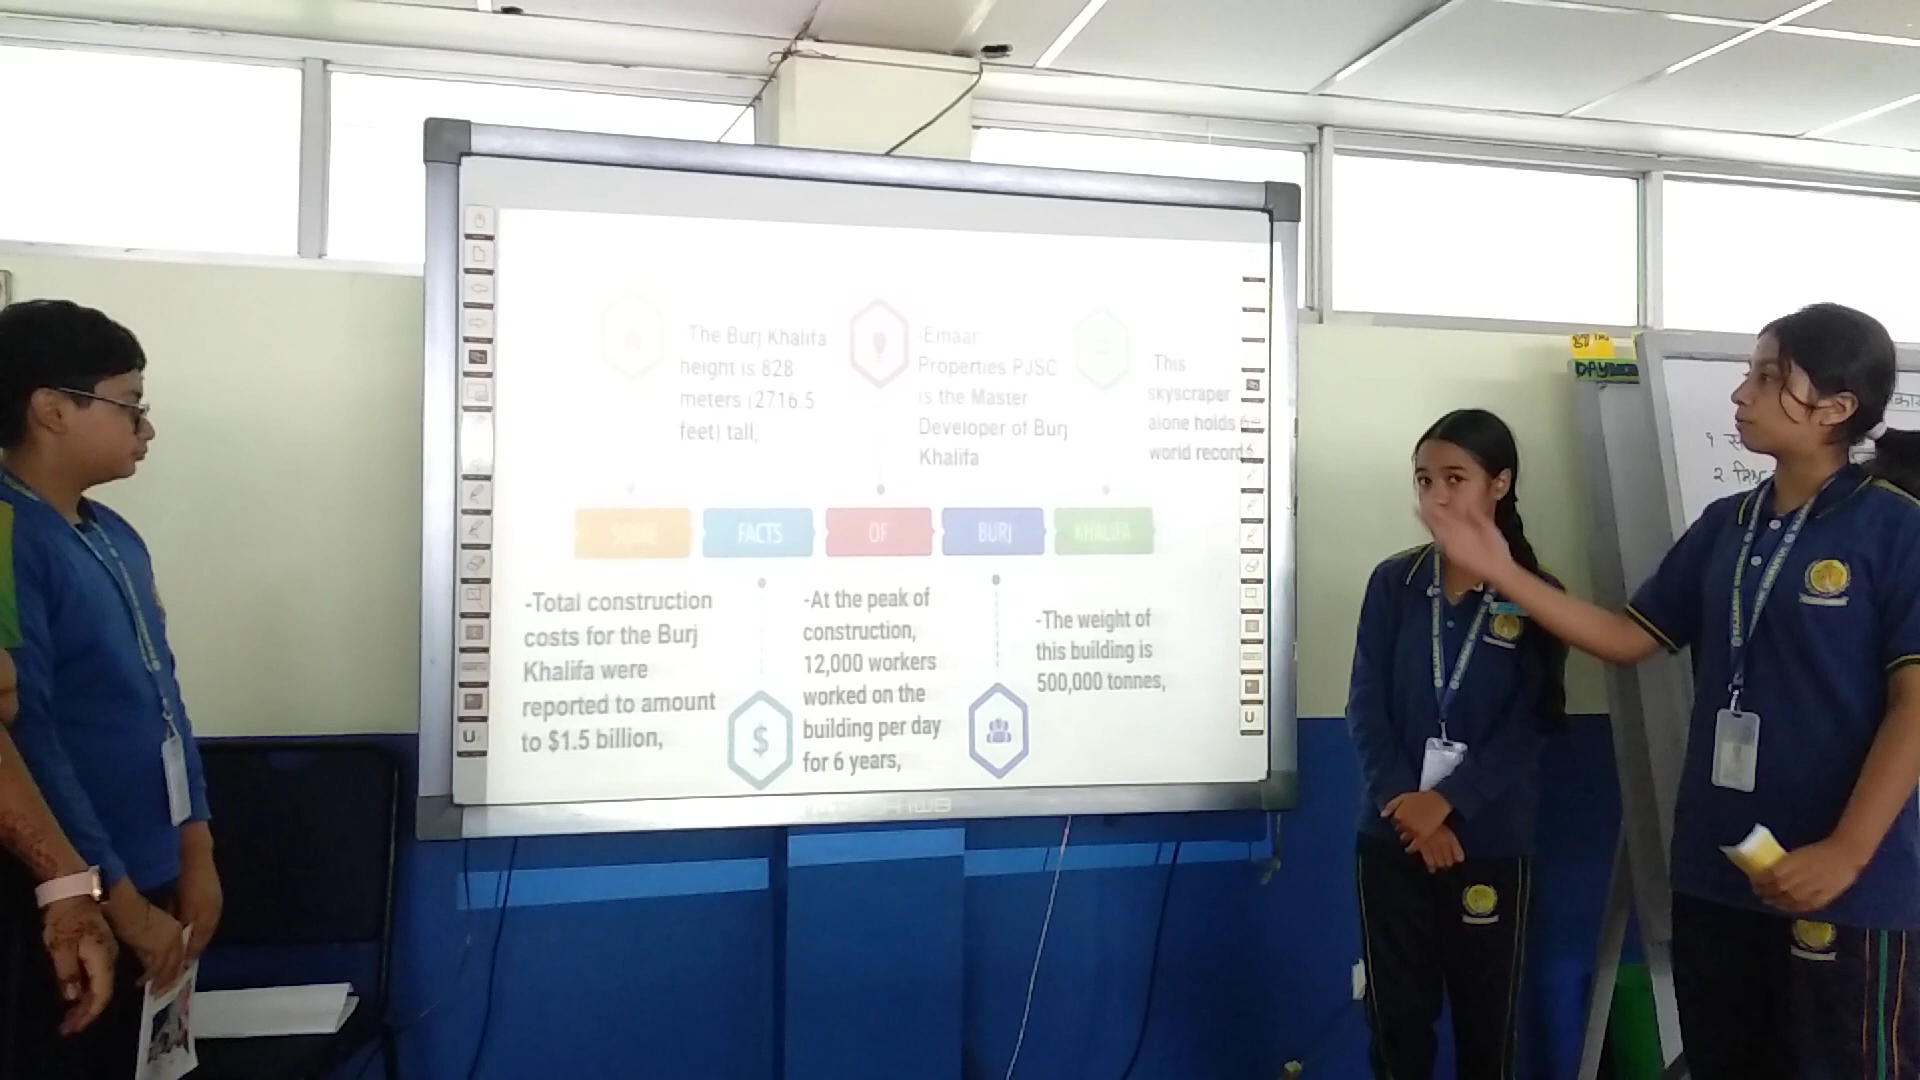 The Burj Khalifa
height is 828
meters (2716.5
feet) tall,
-Emaar
Properties PJSC
is the Master
Developer of Burj
Khalifa
This
skyscraper
alone holds
world records
SOME
FACTS
OF
BURJ
KHALIFA
-Total construction
costs for the Burj
Khalifa were
reported to amount
to $1.5 billion,
$
-At the peak of
construction,
12,000 workers
worked on the
building per day
for 6 years,
-The weight of
this building is
500,000 tonnes,
DAY
१
२